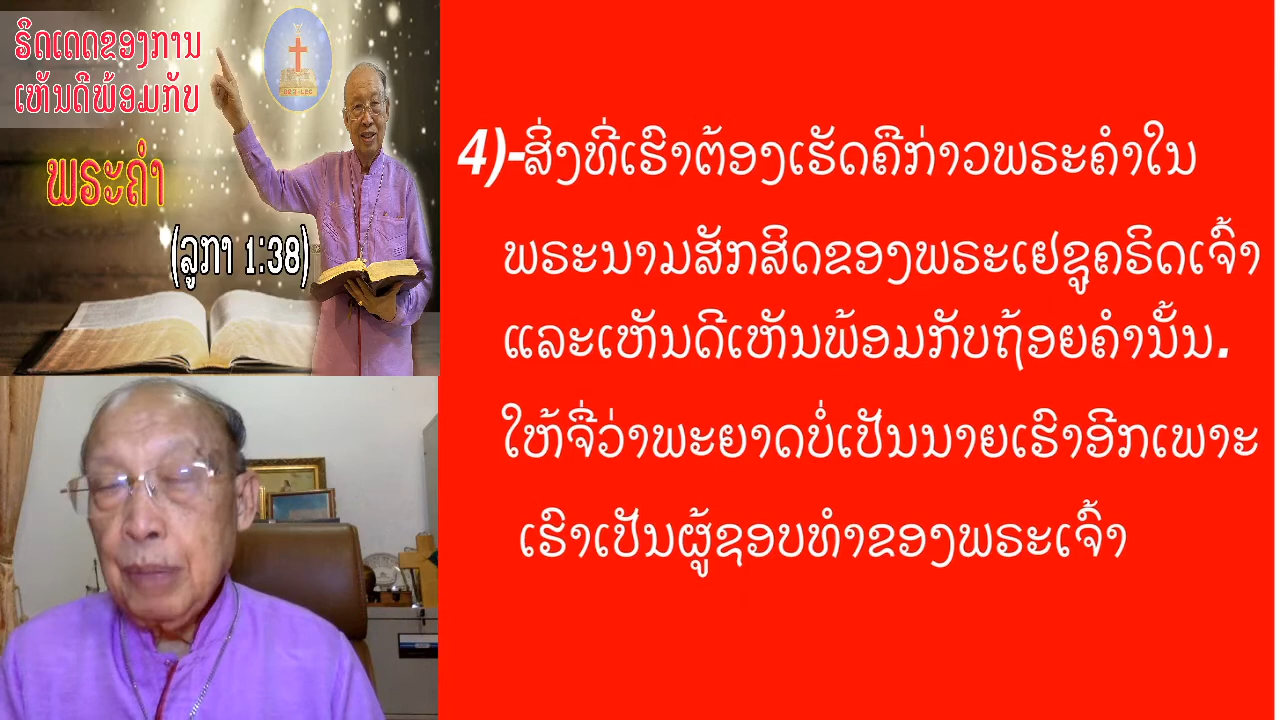 ຣິດເດດຂອງການ
ເຫັນດີພ້ອມກັບ
ພຣະຄຳ
(ລູກາ 1:38)
4)-ສິ່ງທີ່ເຮົາຕ້ອງເຮັດຄືກ່າວພຣະຄຳໃນ
ພຣະນາມສັກສິດຂອງພຣະເຢຊູຄຣິດເຈົ້າ
ແລະເຫັນດີເຫັນພ້ອມກັບຖ້ອຍຄຳນັ້ນ.
ໃຫ້ຈື່ວ່າພະຍາດບໍ່ເປັນນາຍເຮົາອີກເພາະ
ເຮົາເປັນຜູ້ຊອບທຳຂອງພຣະເຈົ້າ